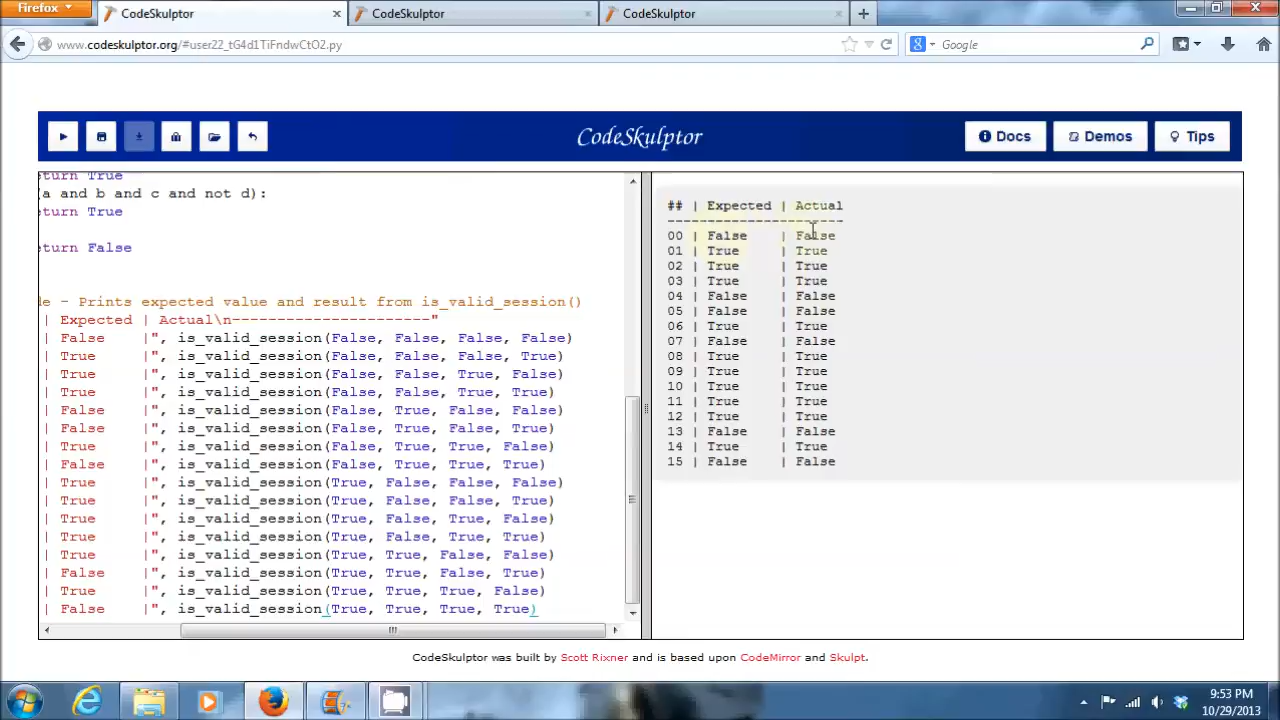 Firefox
CodeSkulptor
CodeSkulptor
CodeSkulptor
www.codeskulptor.org/#user22_tG4d1TiFndwCtO2.py
Google
CodeSkulptor
Docs
Demos
Tips
turn True
(a and b and c and not d):
eturn True
eturn False
de - Prints expected value and result from is_valid_session()
| Expected | Actual\n----------------------"
| False |", is_valid_session(False, False, False, False)
| True |", is_valid_session(False, False, False, True)
| True |", is_valid_session(False, False, True, False)
| True |", is_valid_session(False, False, True, True)
| False |", is_valid_session(False, True, False, False)
| False |", is_valid_session(False, True, False, True)
| True |", is_valid_session(False, True, True, False)
| False |", is_valid_session(False, True, True, True)
| True |", is_valid_session(True, False, False, False)
| True |", is_valid_session(True, False, False, True)
| True |", is_valid_session(True, False, True, False)
| True |", is_valid_session(True, False, True, True)
| True |", is_valid_session(True, True, False, False)
| False |", is_valid_session(True, True, False, True)
| True |", is_valid_session(True, True, True, False)
| False |", is_valid_session(True, True, True, True)
## | Expected | Actual
----------------------
00 | False | False
01 | True | True
02 | True | True
03 | True | True
04 | False | False
05 | False | False
06 | True | True
07 | False | False
08 | True | True
09 | True | True
10 | True | True
11 | True | True
12 | True | True
13 | False | False
14 | True | True
15 | False | False
CodeSkulptor was built by Scott Rixner and is based upon CodeMirror and Skulpt.
9:53 PM
10/29/2013